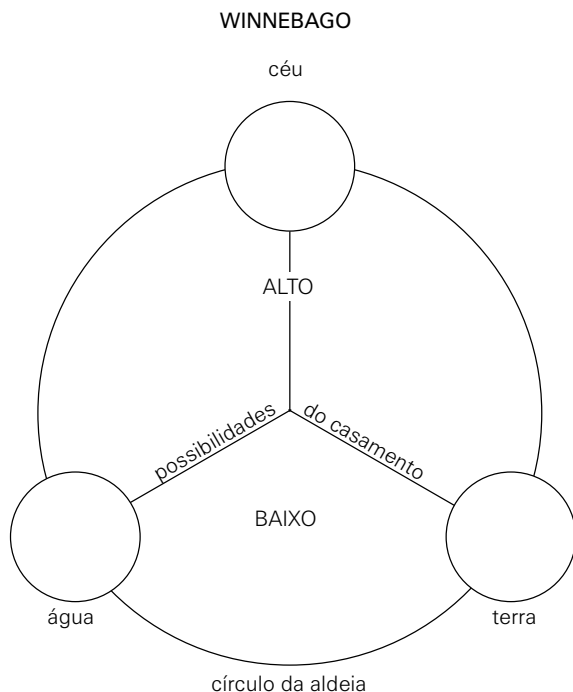 WINNEBAGO
céu
ALTO
possibilidades do casamento
BAIXO
água
terra
círculo da aldeia